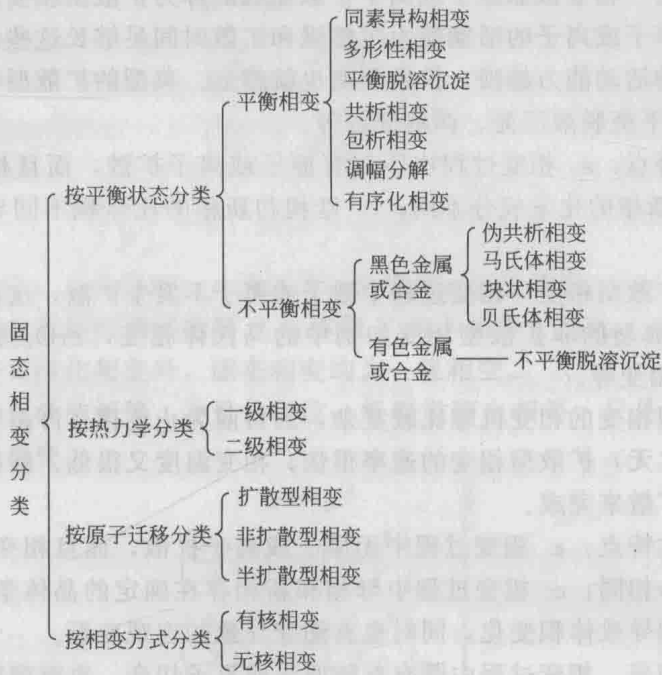 固态相变分类
按平衡状态分类
平衡相变
同素异构相变
多形性相变
平衡脱溶沉淀
共析相变
包析相变
调幅分解
有序化相变
不平衡相变
黑色金属
或合金
伪共析相变
马氏体相变
块状相变
贝氏体相变
有色金属
或合金
不平衡脱溶沉淀
按热力学分类
一级相变
二级相变
按原子迁移分类
扩散型相变
非扩散型相变
半扩散型相变
按相变方式分类
有核相变
无核相变